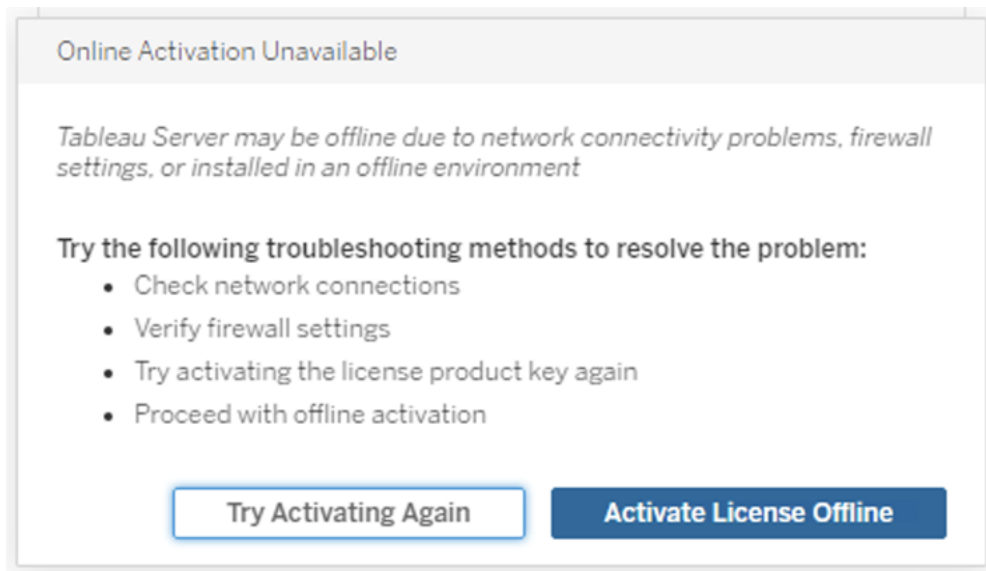 Online Activation Unavailable
Tableau Server may be offline due to network connectivity problems, firewall
settings, or installed in an offline environment
Try the following troubleshooting methods to resolve the problem:
• Check network connections
• Verify firewall settings
• Try activating the license product key again
• Proceed with offline activation
Try Activating Again
Activate License Offline